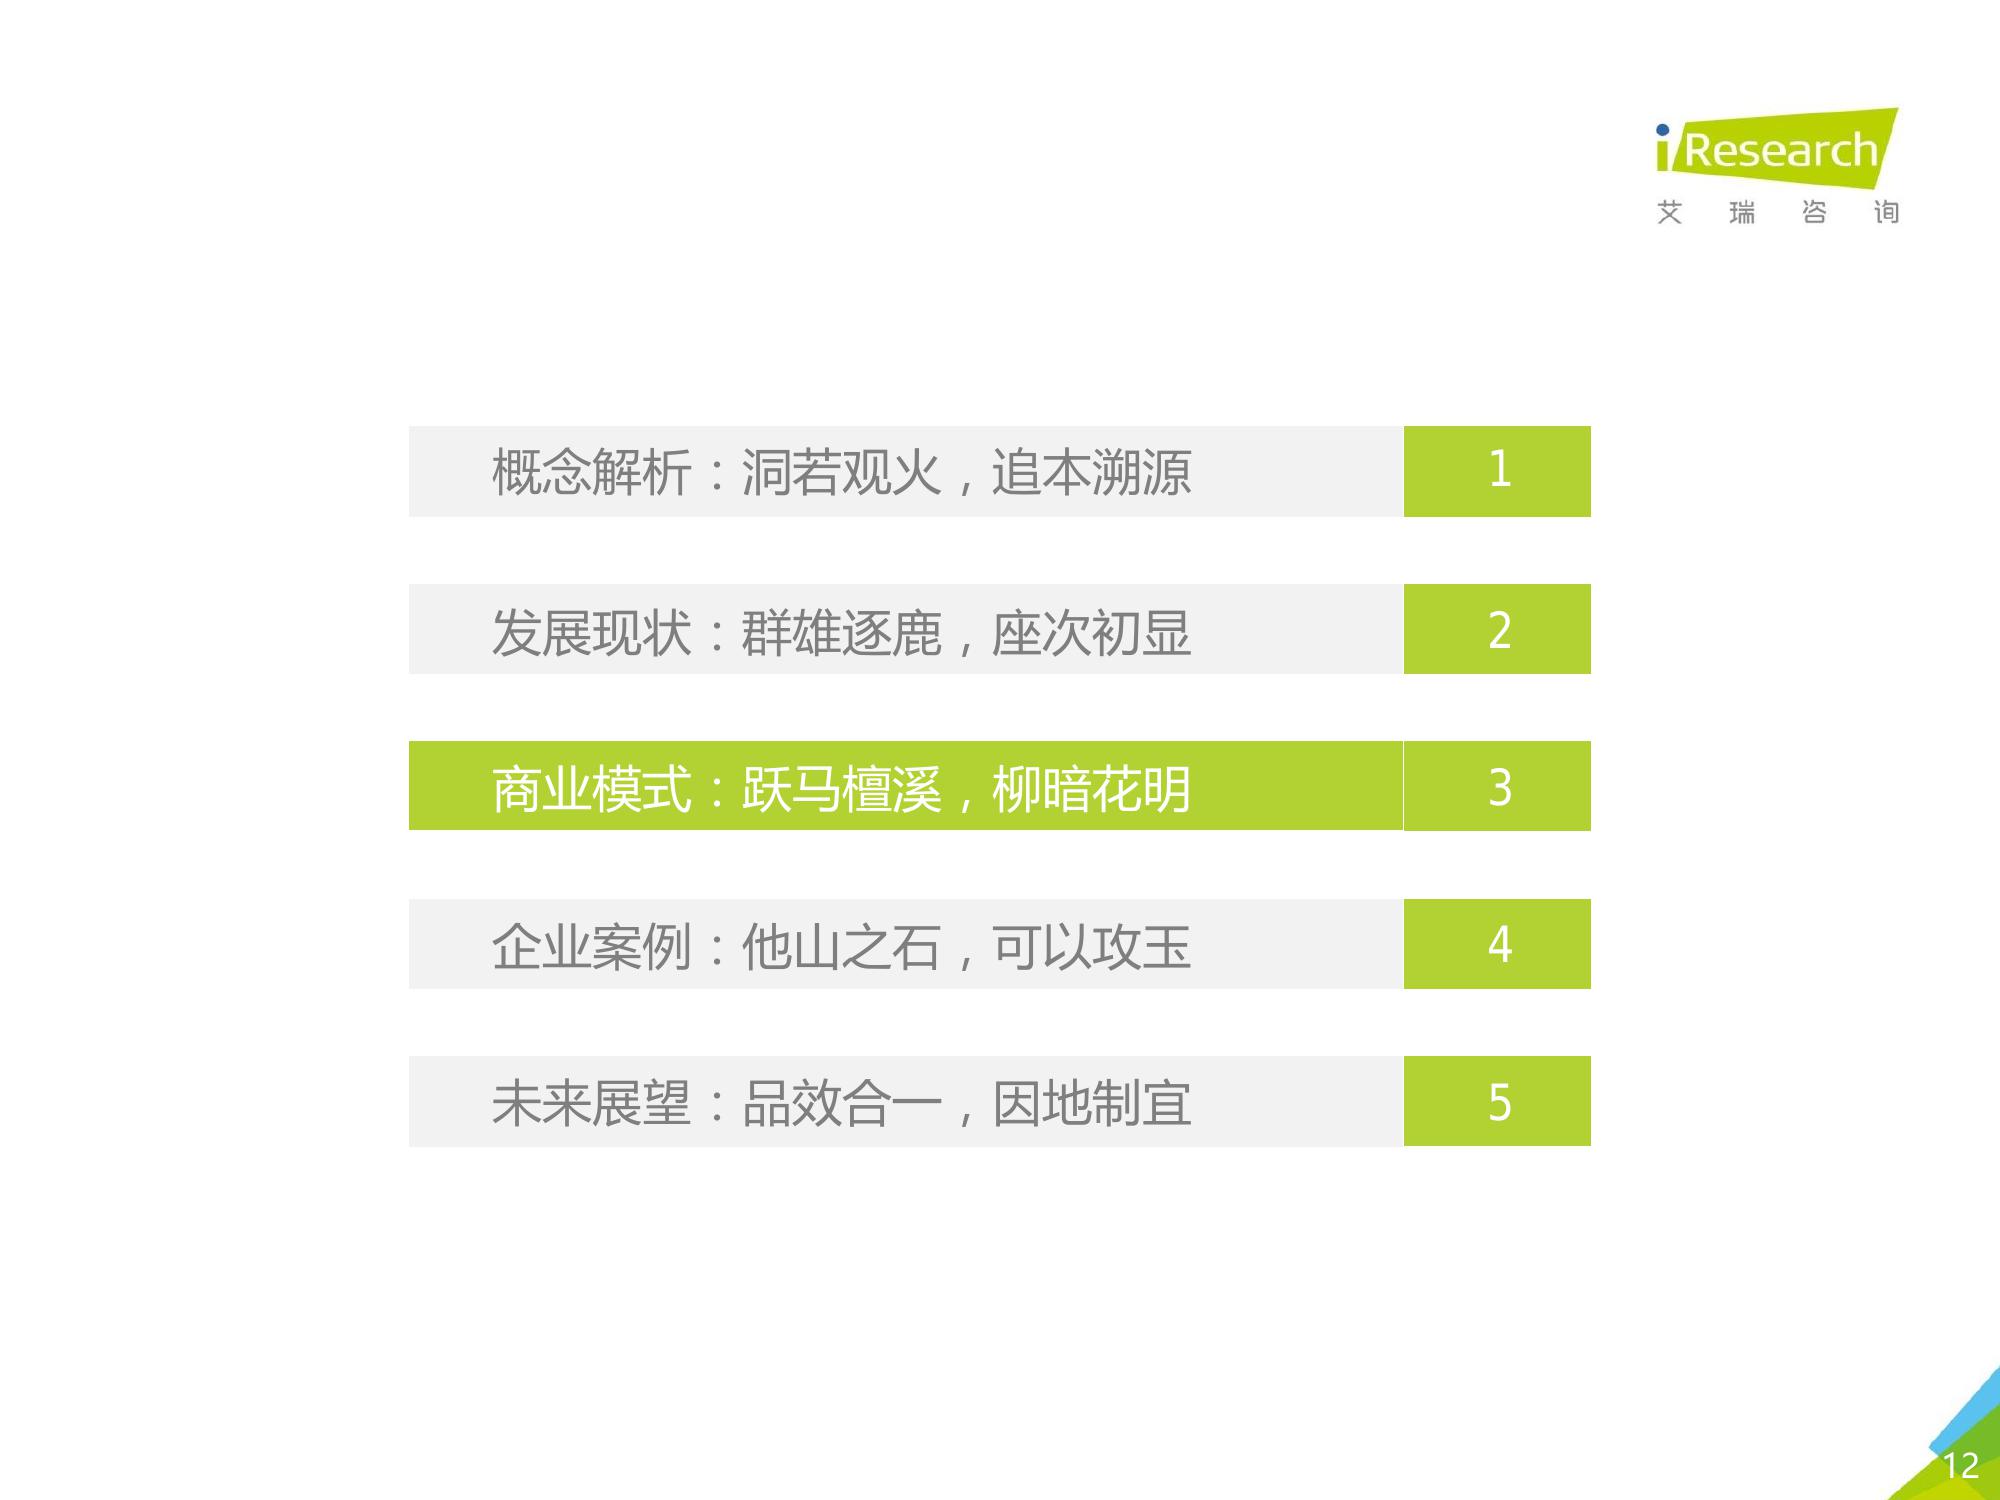 iResearch
艾瑞咨询
概念解析：洞若观火，追本溯源 1
发展现状：群雄逐鹿，座次初显 2
商业模式：跃马檀溪，柳暗花明 3
企业案例：他山之石，可以攻玉 4
未来展望：品效合一，因地制宜 5
12